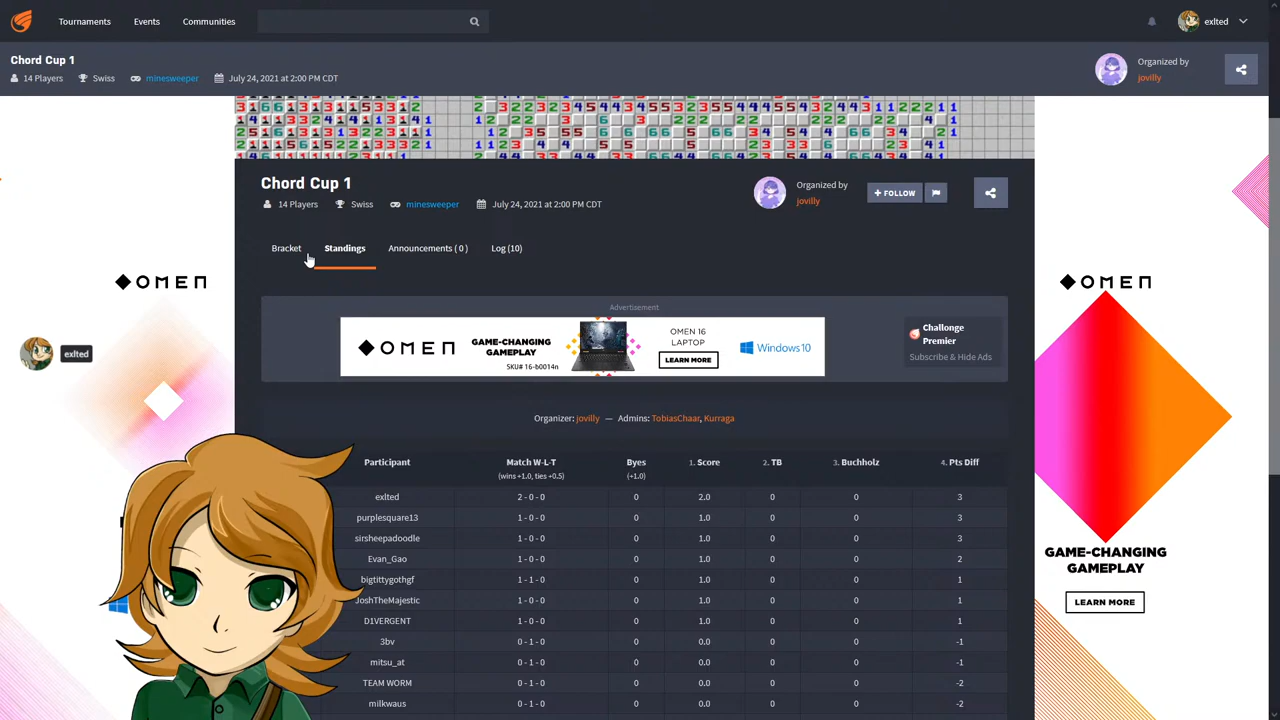 Tournaments Events Communities exlted
Chord Cup 1
14 Players Swiss minesweeper July 24, 2021 at 2:00 PM CDT
Organized by
jovilly
Chord Cup 1
14 Players Swiss minesweeper July 24, 2021 at 2:00 PM CDT
Organized by
jovilly
+ FOLLOW
Bracket Standings Announcements ( 0 ) Log (10)
OMEN
OMEN
Advertisement
OMEN
GAME-CHANGING
GAMEPLAY
SKU# 16-b0014n
OMEN 16
LAPTOP
LEARN MORE
Windows10
Challonge
Premier
Subscribe & Hide Ads
exlted
Organizer: jovilly — Admins: TobiasChaar, Kurraga
Participant Match W-L-T Byes 1. Score 2. TB 3. Buchholz 4. Pts Diff
(wins +1.0, ties +0.5) (+1.0)
exlted 2 - 0 - 0 0 2.0 0 0 3
purplesquare13 1 - 0 - 0 0 1.0 0 0 3
sirsheepadoodle 1 - 0 - 0 0 1.0 0 0 3
Evan_Gao 1 - 0 - 0 0 1.0 0 0 2
bigtittygothgf 1 - 1 - 0 0 1.0 0 0 1
JoshTheMajestic 1 - 1 - 0 0 1.0 0 0 1
D1VERGENT 1 - 1 - 0 0 1.0 0 0 1
3bv 0 - 1 - 0 0 0.0 0 0 -1
mitsu_at 0 - 1 - 0 0 0.0 0 0 -1
TEAM WORM 0 - 1 - 0 0 0.0 0 0 -2
milkwaus 0 - 1 - 0 0 0.0 0 0 -2
GAME-CHANGING
GAMEPLAY
LEARN MORE